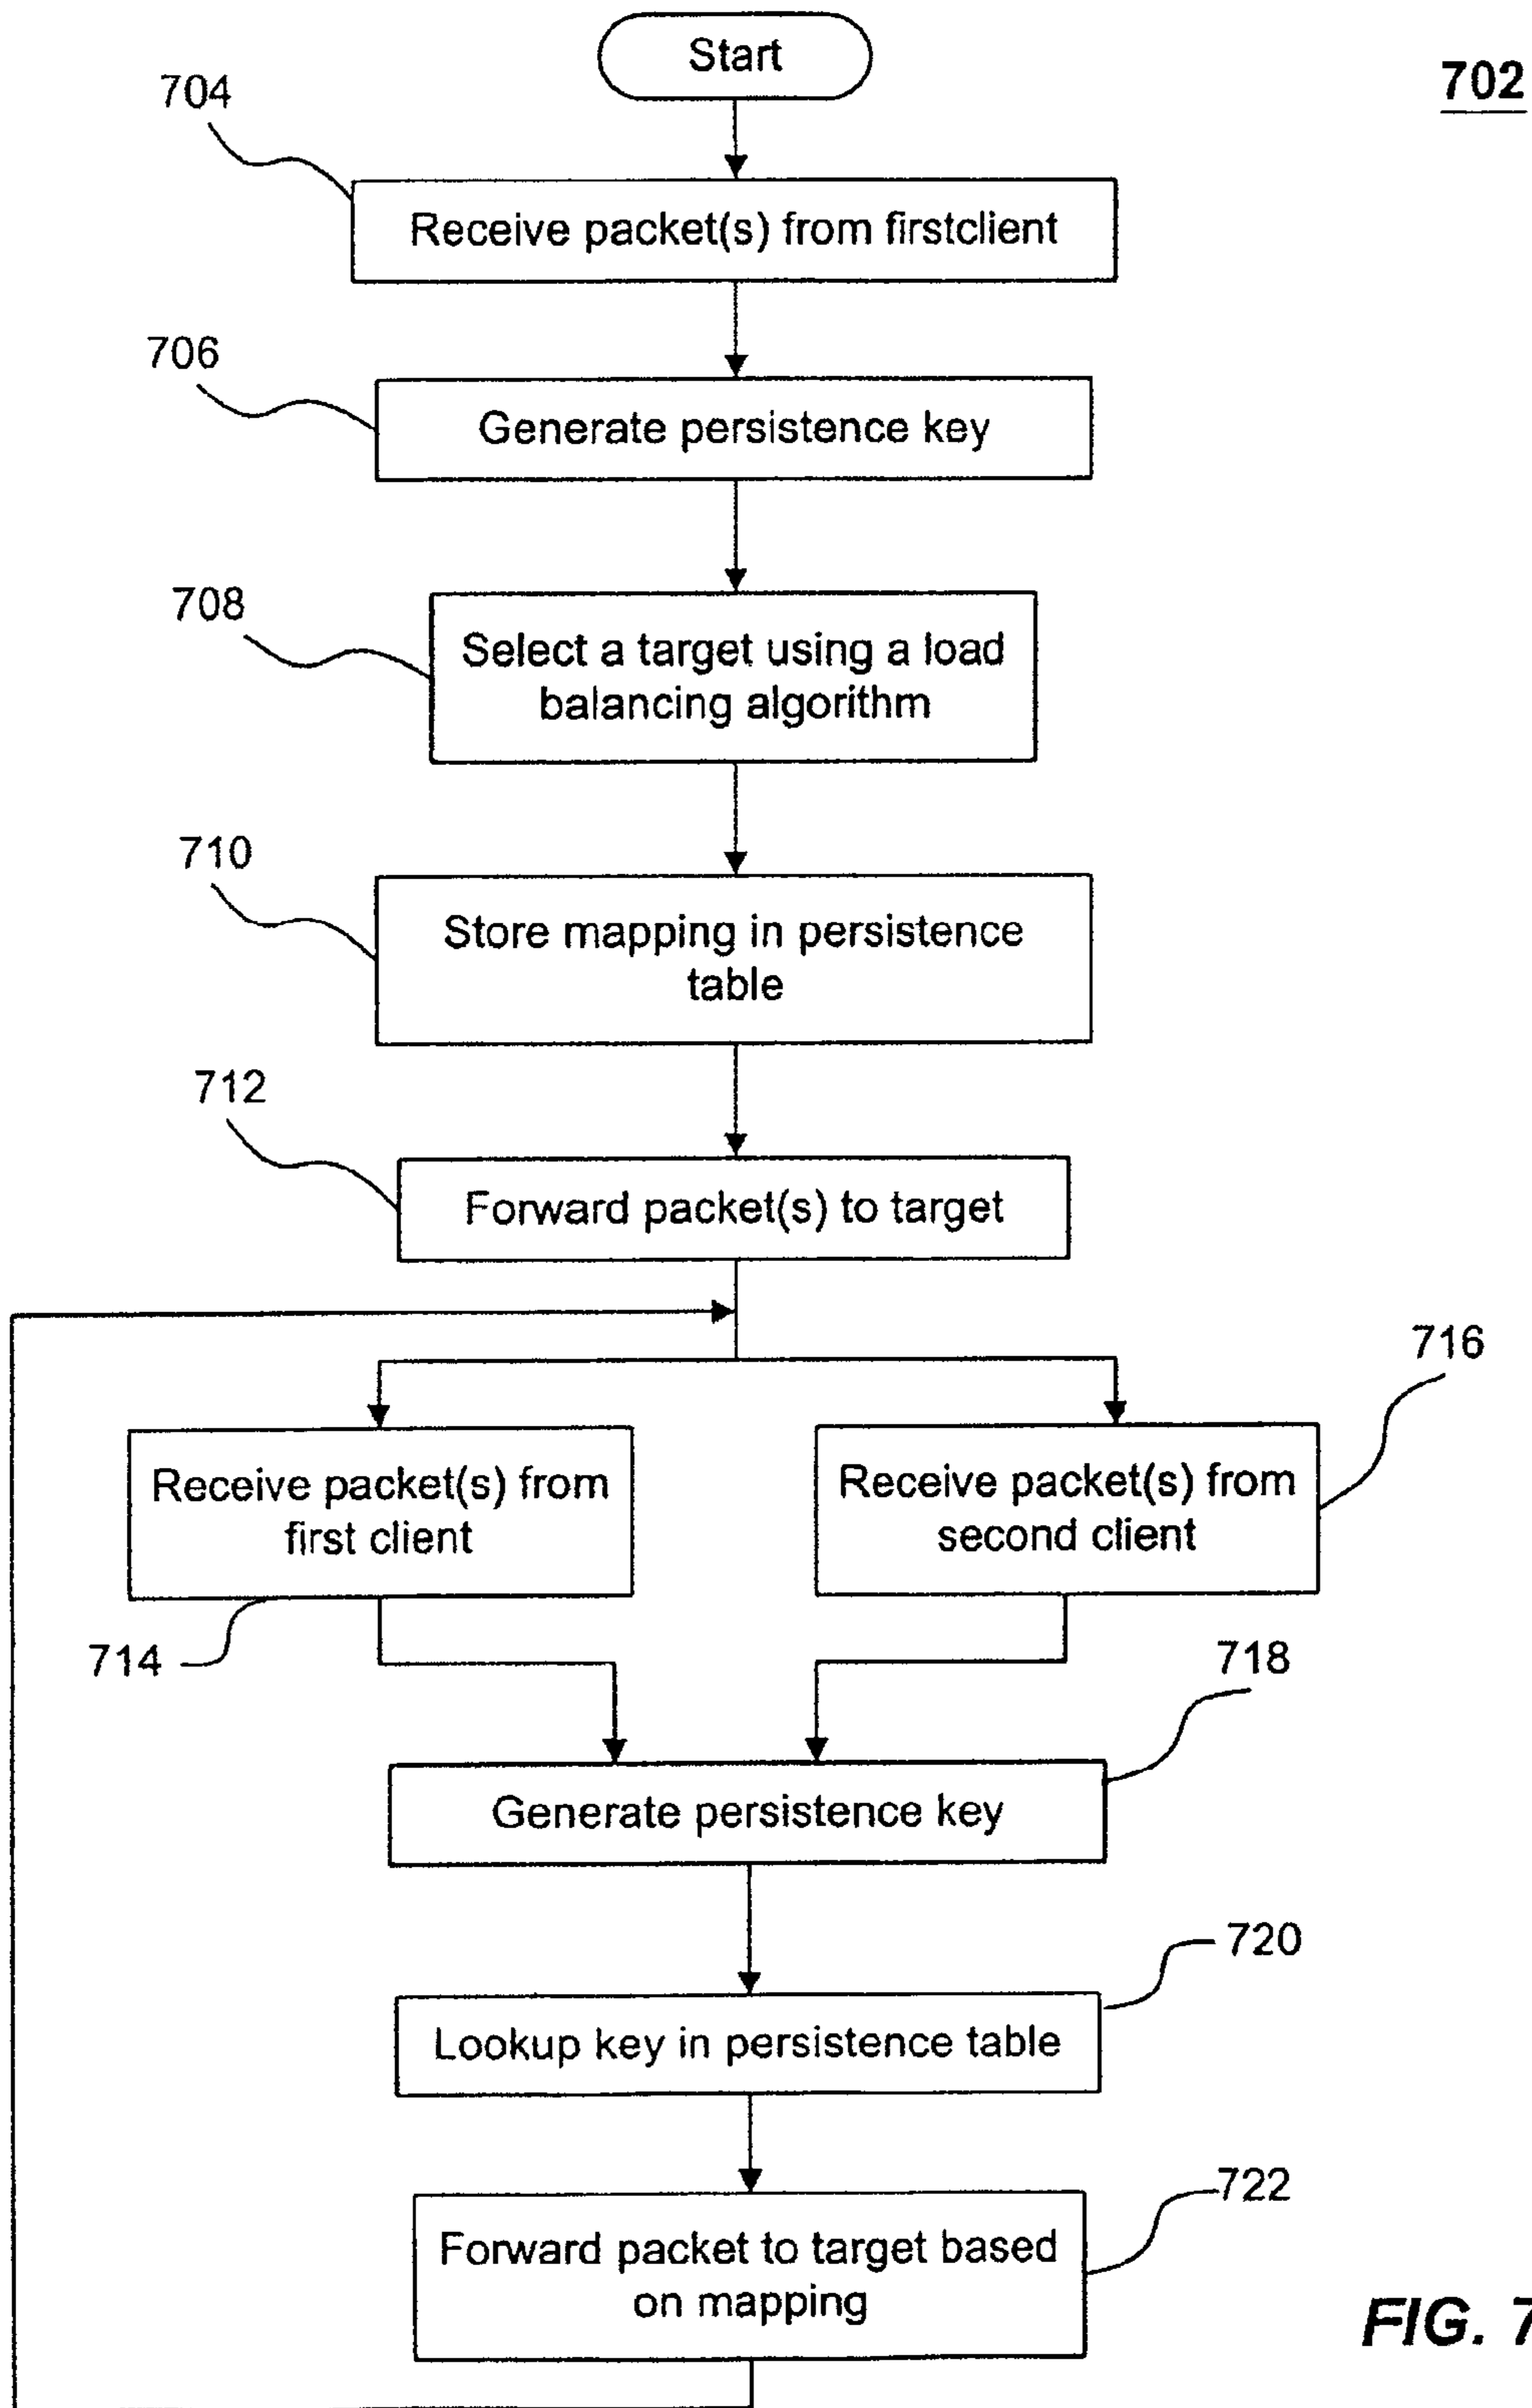 Start
702
704
Receive packet(s) from firstclient
706
Generate persistence key
708
Select a target using a load
balancing algorithm
710
Store mapping in persistence
table
712
Forward packet(s) to target
716
Receive packet(s) from
first client
Receive packet(s) from
second client
714
718
Generate persistence key
720
Lookup key in persistence table
722
Forward packet to target based
on mapping
FIG. 7